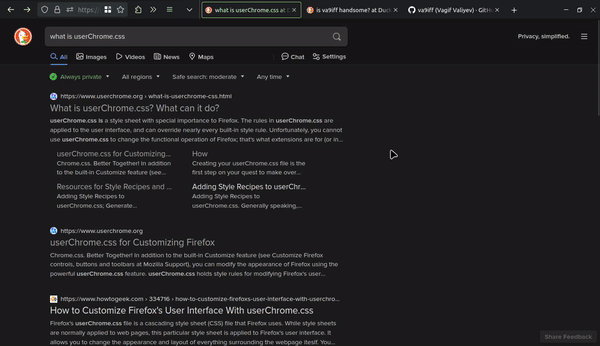 https://
what is userChrome.css at D
is va9iff handsome? at Duck
va9iff (Vagif Valiyev) · GitH
what is userChrome.css
Privacy, simplified.
All Images Videos News Maps Chat Settings
Always private All regions Safe search: moderate Any time
https://www.userchrome.org › what-is-userchrome-css.html
What is userChrome.css? What can it do?
userChrome.css is a style sheet with special importance to Firefox. The rules in userChrome.css are
applied to the user interface, and can override nearly every built-in style rule. Unfortunately, you cannot
use userChrome.css to change the functional operation of Firefox; that's what extensions are for (or in...
userChrome.css for Customizing...
Chrome.css. Better Together! In addition
to the built-in Customize feature (see...
How
Creating your userChrome.css file is the
first step on your quest to make over...
Resources for Style Recipes and ...
Adding Style Recipes to
userChrome.css; Generate...
Adding Style Recipes to userChr...
Adding Style Recipes to
userChrome.css. Generally speaking,...
https://www.userchrome.org
userChrome.css for Customizing Firefox
Chrome.css. Better Together! In addition to the built-in Customize feature (see Customize Firefox
controls, buttons and toolbars at Mozilla Support), you can modify the appearance of Firefox using the
powerful userChrome.css feature. userChrome.css holds style rules for modifying Firefox's user...
https://www.howtogeek.com › 334716 › how-to-customize-firefoxs-user-interface-with-userchro...
How to Customize Firefox's User Interface With userChrome.css
Firefox's userChrome.css file is a cascading style sheet (CSS) file that Firefox uses. While style sheets
are normally applied to web pages, this particular style sheet is applied to Firefox's user interface. It
allows you to change the appearance and layout of everything surrounding the webpage itself. You...
Share Feedback